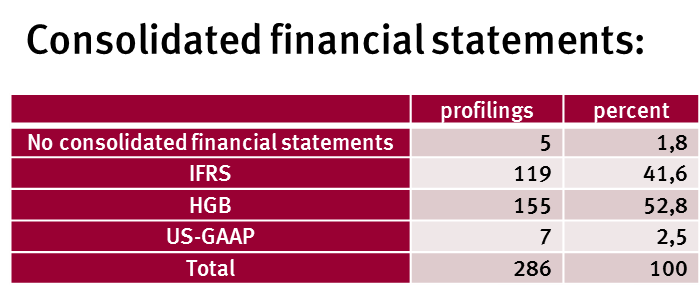 Consolidated financial statements:
profilings percent
No consolidated financial statements 5 1,8
IFRS 119 41,6
HGB 155 52,8
US-GAAP 7 2,5
Total 286 100